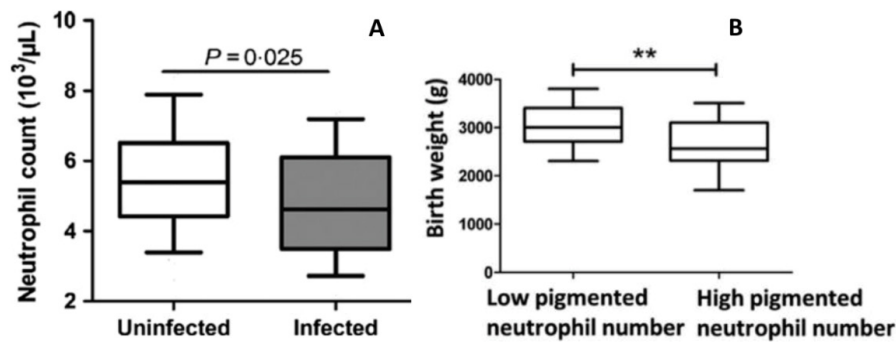 A
Neutrophil count (10³/µL)
10
8
6
4
2
P = 0·025
Uninfected
Infected
B
Birth weight (g)
4000
3000
2000
1000
0
**
Low pigmented
neutrophil number
High pigmented
neutrophil number